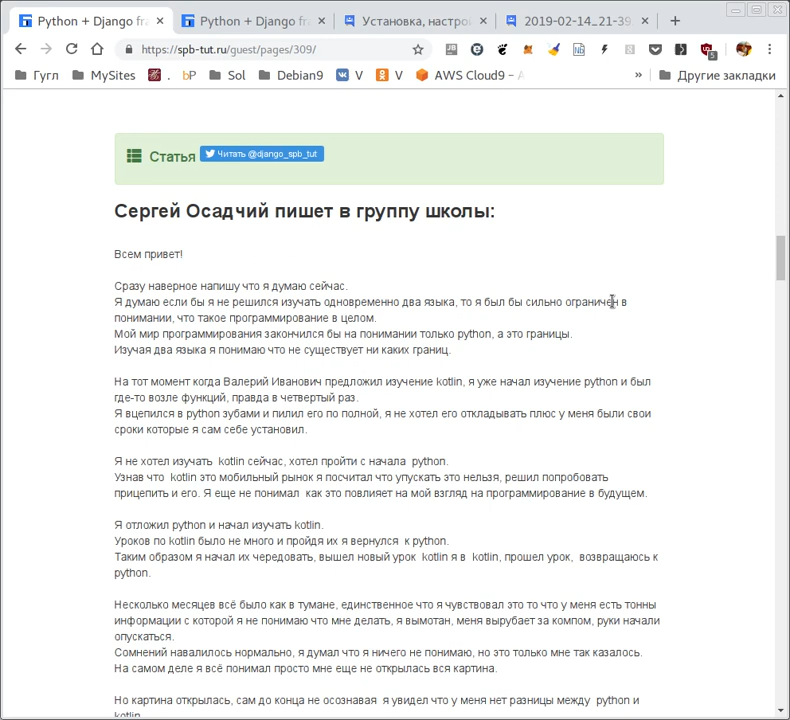 Python + Django fra
Python + Django fra
Установка, настрой
2019-02-14_21-39
https://spb-tut.ru/guest/pages/309/
Гугл
MySites
.
bP
Sol
Debian9
V
V
AWS Cloud9 – A
»
Другие закладки
Статья
Читать @django_spb_tut
Сергей Осадчий пишет в группу школы:
Всем привет!
Сразу наверное напишу что я думаю сейчас.
Я думаю если бы я не решился изучать одновременно два языка, то я был бы сильно ограничен в
понимании, что такое программирование в целом.
Мой мир программирования закончился бы на понимании только python, а это границы.
Изучая два языка я понимаю что не существует ни каких границ.
На тот момент когда Валерий Иванович предложил изучение kotlin, я уже начал изучение python и был
где-то возле функций, правда в четвертый раз.
Я вцепился в python зубами и пилил его по полной, я не хотел его откладывать плюс у меня были свои
сроки которые я сам себе установил.
Я не хотел изучать kotlin сейчас, хотел пройти с начала python.
Узнав что kotlin это мобильный рынок я посчитал что упускать это нельзя, решил попробовать
прицепить и его. Я еще не понимал как это повлияет на мой взгляд на программирование в будущем.
Я отложил python и начал изучать kotlin.
Уроков по kotlin было не много и пройдя их я вернулся к python.
Таким образом я начал их чередовать, вышел новый урок kotlin я в kotlin, прошел урок, возвращаюсь к
python.
Несколько месяцев всё было как в тумане, единственное что я чувствовал это то что у меня есть тонны
информации с которой я не понимаю что мне делать, я вымотан, меня вырубает за компом, руки начали
опускаться.
Сомнений навалилось нормально, я думал что я ничего не понимаю, но это только мне так казалось.
На самом деле я всё понимал просто мне еще не открылась вся картина.
Но картина открылась, сам до конца не осознавая я увидел что у меня нет разницы между python и
kotlin